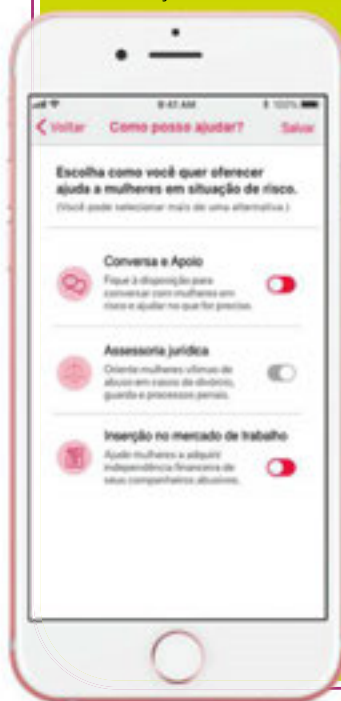 9:41 AM 100%
Voltar Como posso ajudar? Salvar
Escolha como você quer oferecer
ajuda a mulheres em situação de risco.
(Você pode selecionar mais de uma alternativa.)
Conversa e Apoio
Fique à disposição para
conversar com mulheres em
risco e ajudar no que for preciso.
Assessoria jurídica
Oriente mulheres vítimas de
abuso em casos de divórcio,
guarda e processos penais.
Inserção no mercado de trabalho
Ajude mulheres a adquirir
independência financeira de
seus companheiros abusivos.